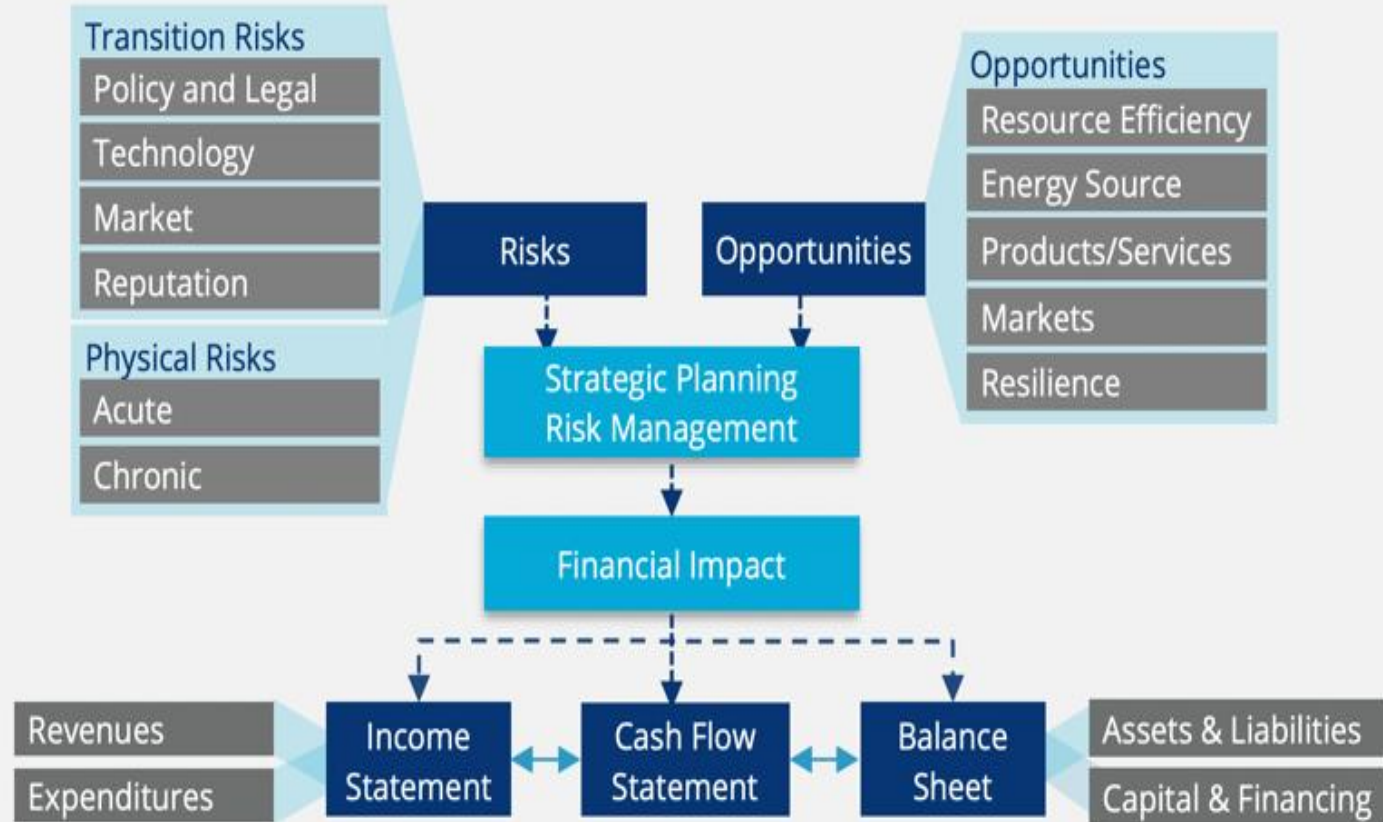 Transition Risks
Policy and Legal
Technology
Market
Reputation
Physical Risks
Acute
Chronic
Risks
Opportunities
Opportunities
Resource Efficiency
Energy Source
Products/Services
Markets
Resilience
Strategic Planning
Risk Management
Financial Impact
Revenues
Expenditures
Income
Statement
Cash Flow
Statement
Balance
Sheet
Assets & Liabilities
Capital & Financing